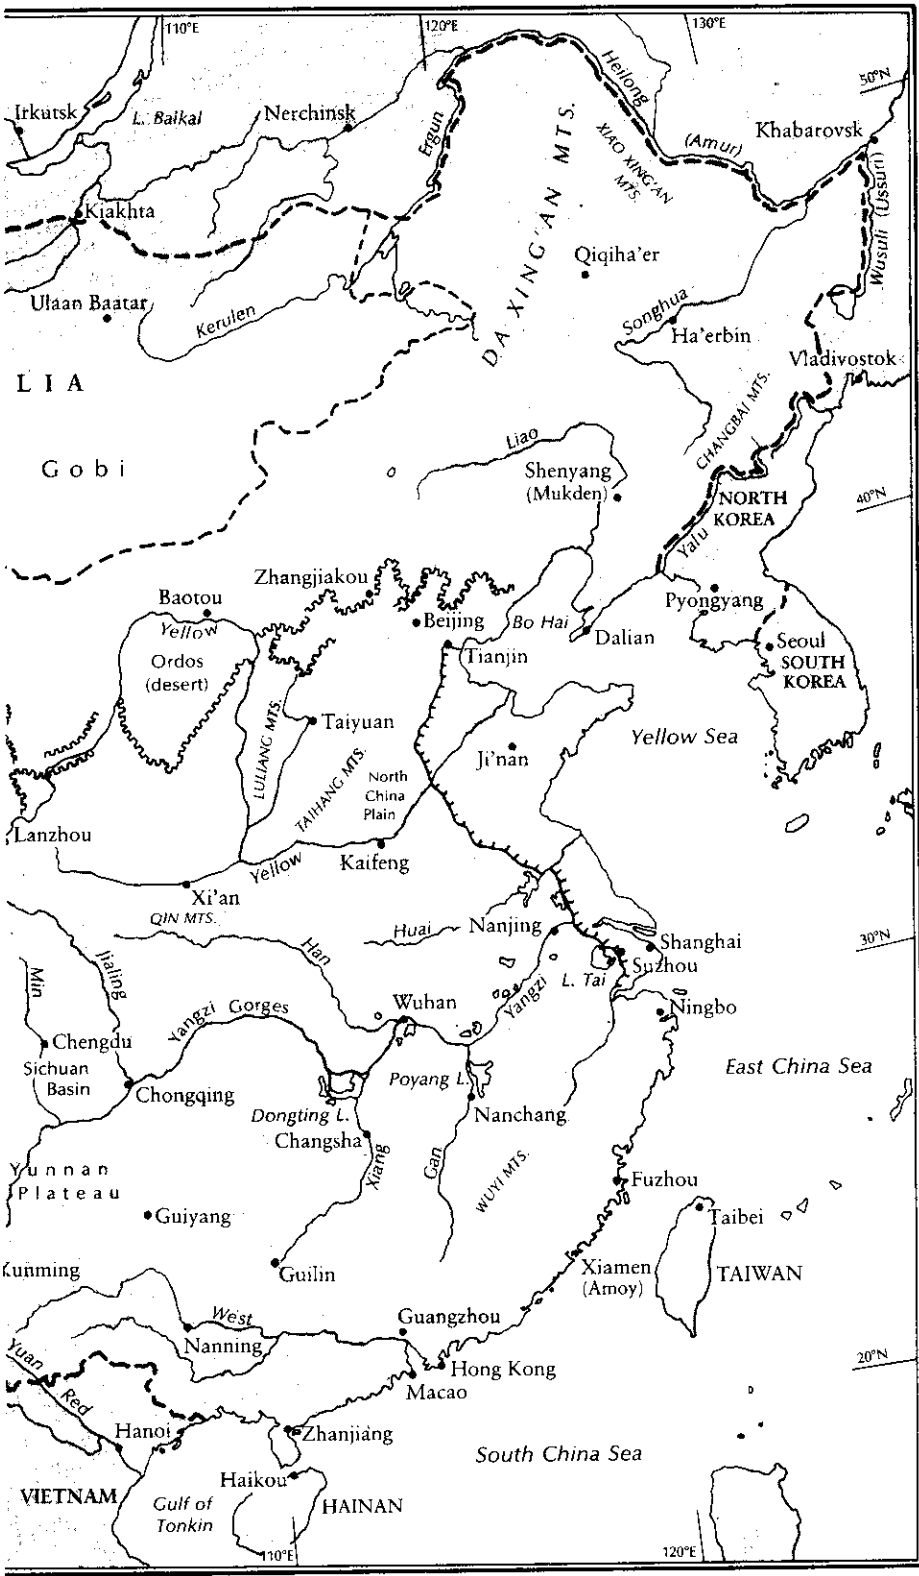 110°E
120°E
130°E
50°N
Irkutsk
L. Baikal
Nerchinsk
Ergun
Heilong
(Amur)
Khabarovsk
XIAO XING'AN
MTS.
Kiakhta
DA XING'AN MTS.
Wusuli (Ussuri)
Qiqiha'er
Ulaan Baatar
Kerulen
Songhua
Ha'erbin
Vladivostok
LIA
CHANGBAI MTS.
Gobi
Liao
Shenyang
(Mukden)
40°N
NORTH
KOREA
Yalu
Zhangjiakou
Baotou
Yellow
Beijing
Bo Hai
Pyongyang
Dalian
Ordos
(desert)
Tianjin
Seoul
SOUTH
KOREA
LULIANG MTS.
Taiyuan
Yellow Sea
Ji'nan
TAIHANG MTS.
North
China
Plain
Lanzhou
Yellow
Kaifeng
Xi'an
QIN MTS.
Huai
Nanjing
30°N
Shanghai
Suzhou
Han
L. Tai
Min
Jialing
Yangzi
Yangzi Gorges
Wuhan
Ningbo
Chengdu
Sichuan
Basin
Chongqing
Poyang L.
East China Sea
Dongting L.
Nanchang
Changsha
Xiang
Gan
WUYI MTS.
Yunnan
Plateau
Fuzhou
Guiyang
Taibei
Kunming
Guilin
Xiamen
(Amoy)
TAIWAN
West
Guangzhou
Nanning
20°N
Yuan
Hong Kong
Macao
Red
Hanoi
Zhanjiang
South China Sea
Haikou
VIETNAM
Gulf of
Tonkin
HAINAN
110°E
120°E